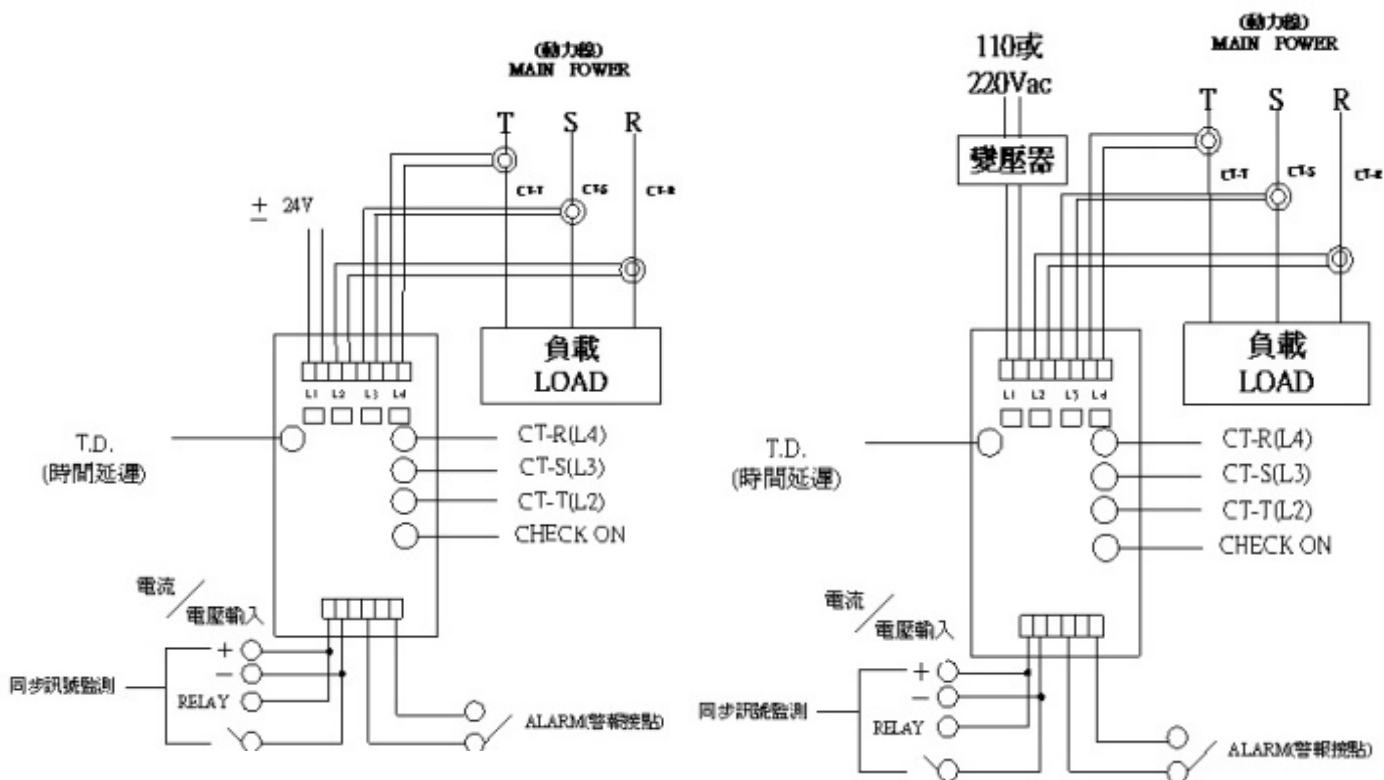 (動力線)
MAIN POWER
T S R
CT-T CT-S CT-R
± 24V
負載
LOAD
L1 L2 L3 L4
T.D.
(時間延遲)
CT-R(L4)
CT-S(L3)
CT-T(L2)
CHECK ON
電流
/電壓輸入
+
−
同步訊號監測
RELAY
ALARM(警報接點)
(動力線)
MAIN POWER
110或
220Vac
T S R
變壓器
CT-T CT-S CT-R
負載
LOAD
L1 L2 L3 L4
T.D.
(時間延遲)
CT-R(L4)
CT-S(L3)
CT-T(L2)
CHECK ON
電流
/電壓輸入
+
−
同步訊號監測
RELAY
ALARM(警報接點)